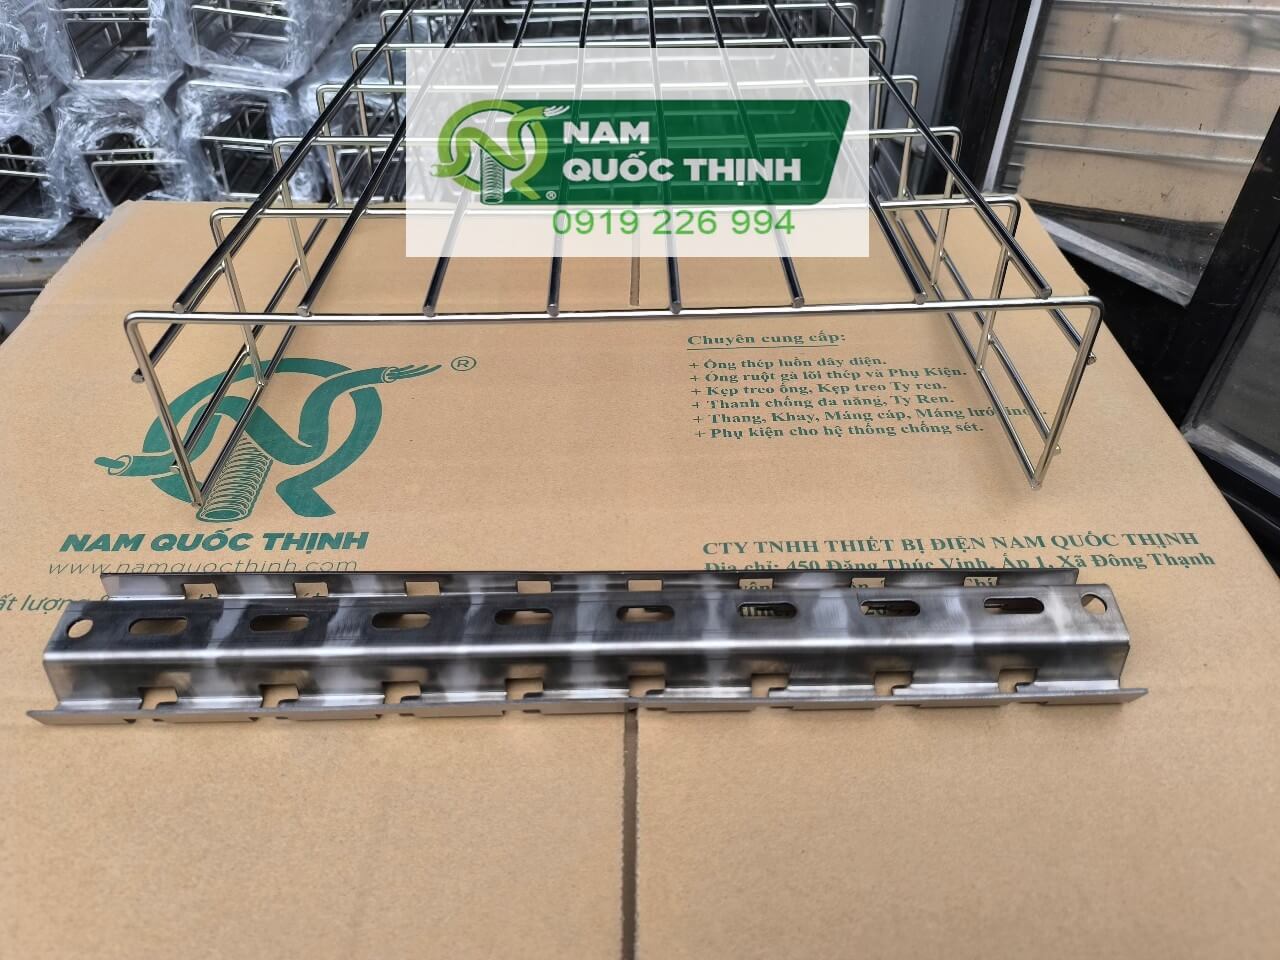 NAM
QUỐC THỊNH
®
0919 226 994
Chuyên cung cấp:
+ Ống thép luồn dây điện.
+ Ống ruột gà lõi thép và Phụ Kiện.
+ Kẹp treo ống, Kẹp treo Ty ren.
+ Thanh chống đa năng, Ty Ren.
+ Thang, Khay, Máng cáp, Máng lưới
+ Phụ kiện cho hệ thống chống sét.
®
NAM QUỐC THỊNH
www.namquocthinh.com
CTY TNHH THIẾT BỊ ĐIỆN NAM QUỐC THỊNH
Địa chỉ: 450 Đặng Thúc Vịnh, Ấp 1, Xã Đông Thạnh